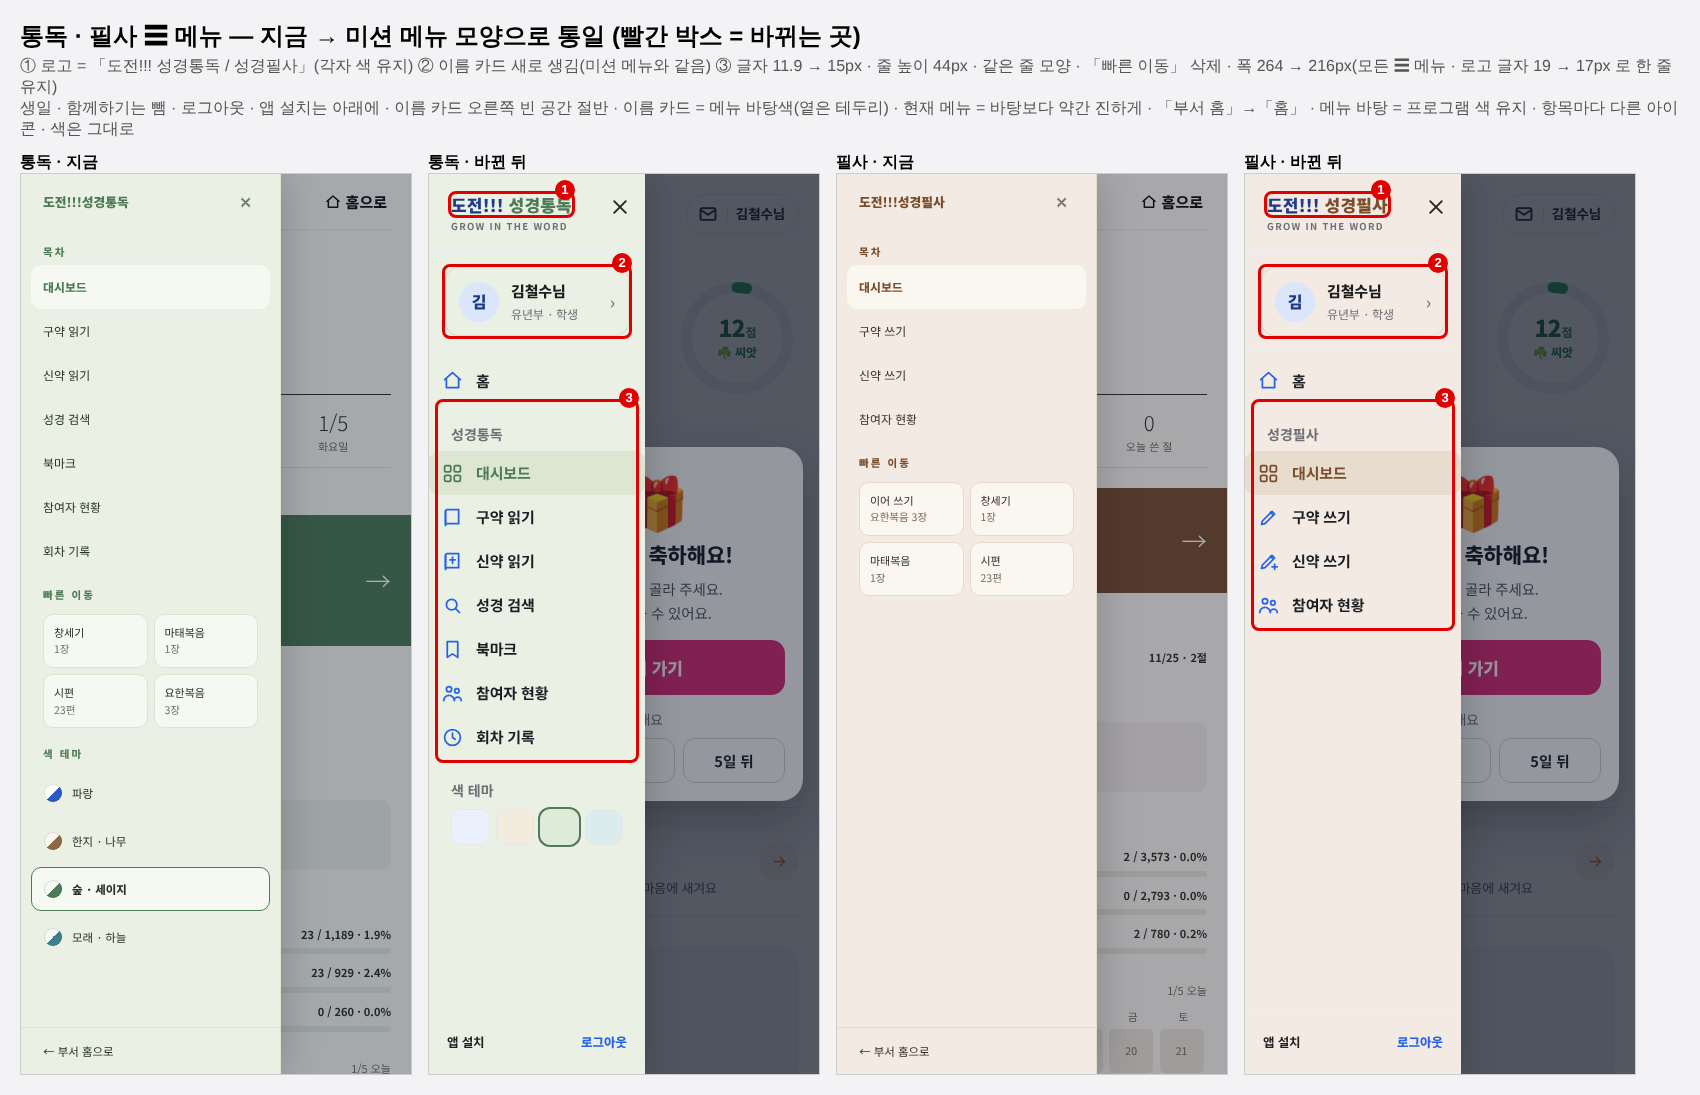 통독 · 필사 ☰ 메뉴 — 지금 → 미션 메뉴 모양으로 통일 (빨간 박스 = 바뀌는 곳)
① 로고 = 「도전!!! 성경통독 / 성경필사」(각자 색 유지) ② 이름 카드 새로 생김(미션 메뉴와 같음) ③ 글자 11.9 → 15px · 줄 높이 44px · 같은 줄 모양 · 「빠른 이동」 삭제 · 폭 264 → 216px(모든 ☰ 메뉴 · 로고 글자 19 → 17px 로 한 줄
유지)
생일 · 함께하기는 뺌 · 로그아웃 · 앱 설치는 아래에 · 이름 카드 오른쪽 빈 공간 절반 · 이름 카드 = 메뉴 바탕색(옅은 테두리) · 현재 메뉴 = 바탕보다 약간 진하게 · 「부서 홈」→「홈」 · 메뉴 바탕 = 프로그램 색 유지 · 항목마다 다른 아이
콘 · 색은 그대로
통독 · 지금
도전!!!성경통독 ×
목차
대시보드
구약 읽기
신약 읽기
성경 검색
북마크
참여자 현황
회차 기록
빠른 이동
창세기
1장
마태복음
1장
시편
23편
요한복음
3장
색 테마
파랑
한지 · 나무
숲 · 세이지
모래 · 하늘
← 부서 홈으로
홈으로
1/5
화요일
→
23 / 1,189 · 1.9%
23 / 929 · 2.4%
0 / 260 · 0.0%
1/5 오늘
통독 · 바뀐 뒤
1
도전!!! 성경통독
GROW IN THE WORD
2
김
김철수님
유년부 · 학생
›
홈
3
성경통독
대시보드
구약 읽기
신약 읽기
성경 검색
북마크
참여자 현황
회차 기록
색 테마
앱 설치 로그아웃
김철수님
12점
☘ 씨앗
축하해요!
골라 주세요.
수 있어요.
가기
해요
5일 뒤
→
마음에 새겨요
필사 · 지금
도전!!!성경필사 ×
목차
대시보드
구약 쓰기
신약 쓰기
참여자 현황
빠른 이동
이어 쓰기
요한복음 3장
창세기
1장
마태복음
1장
시편
23편
← 부서 홈으로
홈으로
0
오늘 쓴 절
→
11/25 · 2절
2 / 3,573 · 0.0%
0 / 2,793 · 0.0%
2 / 780 · 0.2%
1/5 오늘
금 토
20 21
필사 · 바뀐 뒤
1
도전!!! 성경필사
GROW IN THE WORD
2
김
김철수님
유년부 · 학생
›
홈
3
성경필사
대시보드
구약 쓰기
신약 쓰기
참여자 현황
앱 설치 로그아웃
김철수님
12점
☘ 씨앗
축하해요!
골라 주세요.
수 있어요.
가기
해요
5일 뒤
→
마음에 새겨요